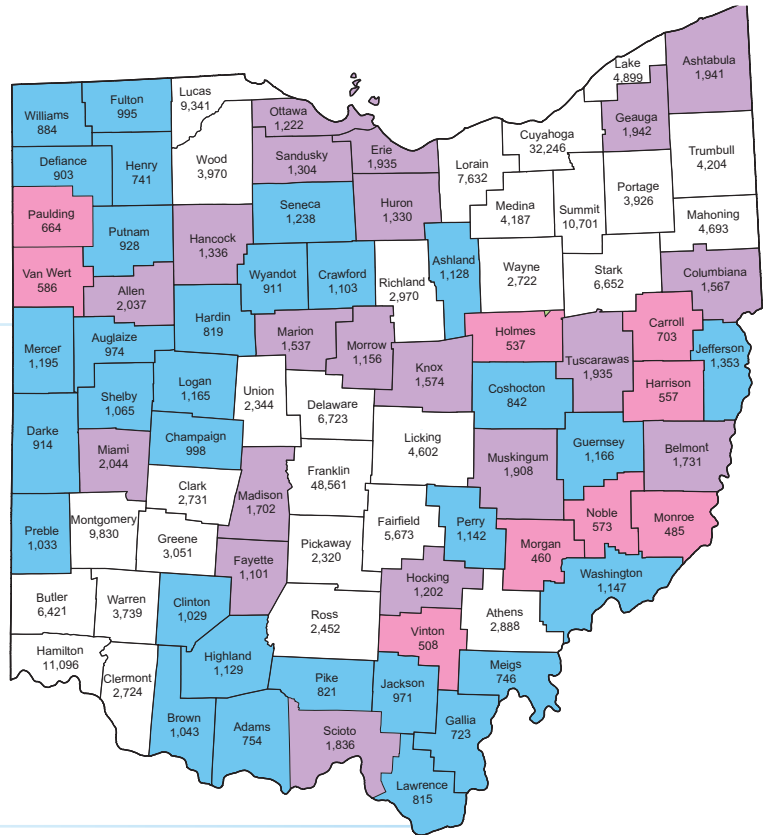 Lake
4,899
Ashtabula
1,941
Lucas
9,341
Fulton
995
Williams
884
Ottawa
1,222
Geauga
1,942
Cuyahoga
32,246
Erie
1,935
Sandusky
1,304
Wood
3,970
Defiance
903
Henry
741
Lorain
7,632
Trumbull
4,204
Portage
3,926
Medina
4,187
Summit
10,701
Huron
1,330
Seneca
1,238
Paulding
664
Putnam
928
Hancock
1,336
Mahoning
4,693
Ashland
1,128
Wayne
2,722
Stark
6,652
Columbiana
1,567
Van Wert
586
Allen
2,037
Wyandot
911
Crawford
1,103
Richland
2,970
Hardin
819
Marion
1,537
Morrow
1,156
Holmes
537
Carroll
703
Jefferson
1,353
Mercer
1,195
Auglaize
974
Tuscarawas
1,935
Knox
1,574
Logan
1,165
Union
2,344
Harrison
557
Coshocton
842
Shelby
1,065
Delaware
6,723
Darke
914
Champaign
998
Licking
4,602
Guernsey
1,166
Belmont
1,731
Miami
2,044
Muskingum
1,908
Franklin
48,561
Clark
2,731
Madison
1,702
Noble
573
Monroe
485
Preble
1,033
Montgomery
9,830
Fairfield
5,673
Perry
1,142
Greene
3,051
Pickaway
2,320
Morgan
460
Fayette
1,101
Washington
1,147
Hocking
1,202
Butler
6,421
Warren
3,739
Clinton
1,029
Ross
2,452
Athens
2,888
Vinton
508
Hamilton
11,096
Highland
1,129
Meigs
746
Clermont
2,724
Pike
821
Jackson
971
Brown
1,043
Adams
754
Scioto
1,836
Gallia
723
Lawrence
815